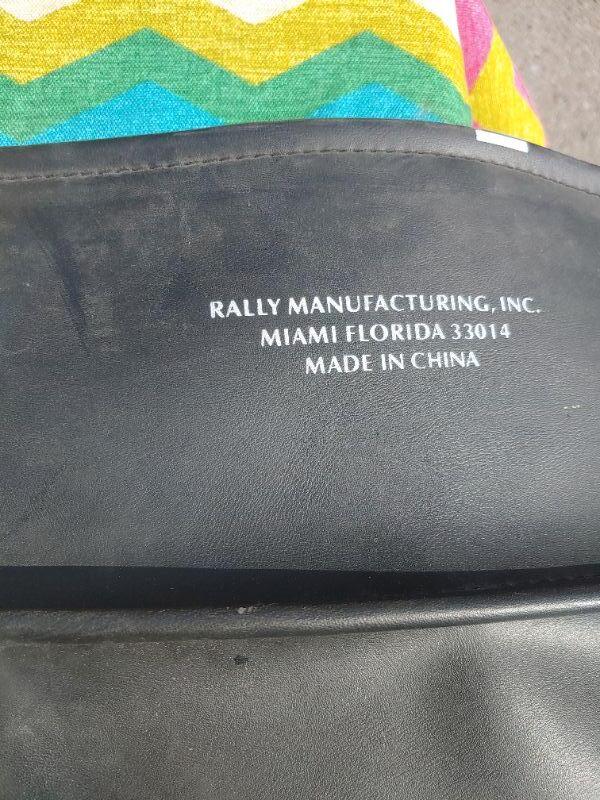 RALLY MANUFACTURING, INC.
MIAMI FLORIDA 33014
MADE IN CHINA